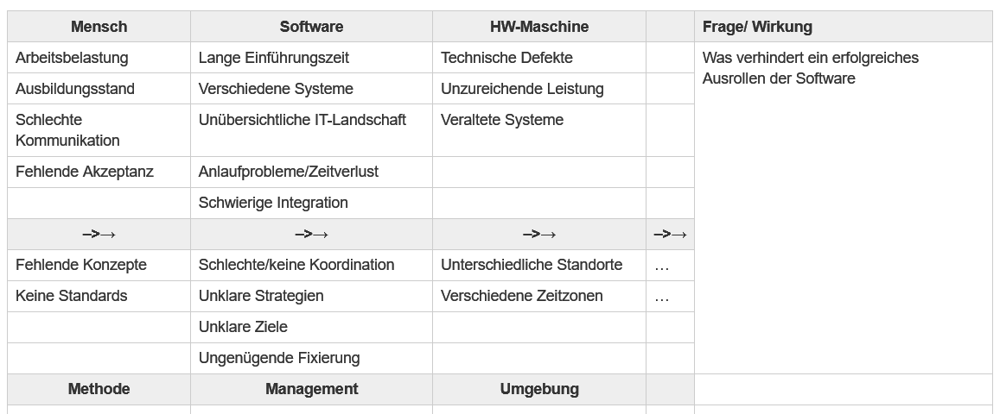 Mensch Software HW-Maschine Frage/ Wirkung
Arbeitsbelastung Lange Einführungszeit Technische Defekte Was verhindert ein erfolgreiches
Ausrollen der Software
Ausbildungsstand Verschiedene Systeme Unzureichende Leistung
Schlechte Unübersichtliche IT-Landschaft Veraltete Systeme
Kommunikation
Fehlende Akzeptanz Anlaufprobleme/Zeitverlust
Schwierige Integration
–>→ –>→ –>→ –>→
Fehlende Konzepte Schlechte/keine Koordination Unterschiedliche Standorte …
Keine Standards Unklare Strategien Verschiedene Zeitzonen …
Unklare Ziele
Ungenügende Fixierung
Methode Management Umgebung